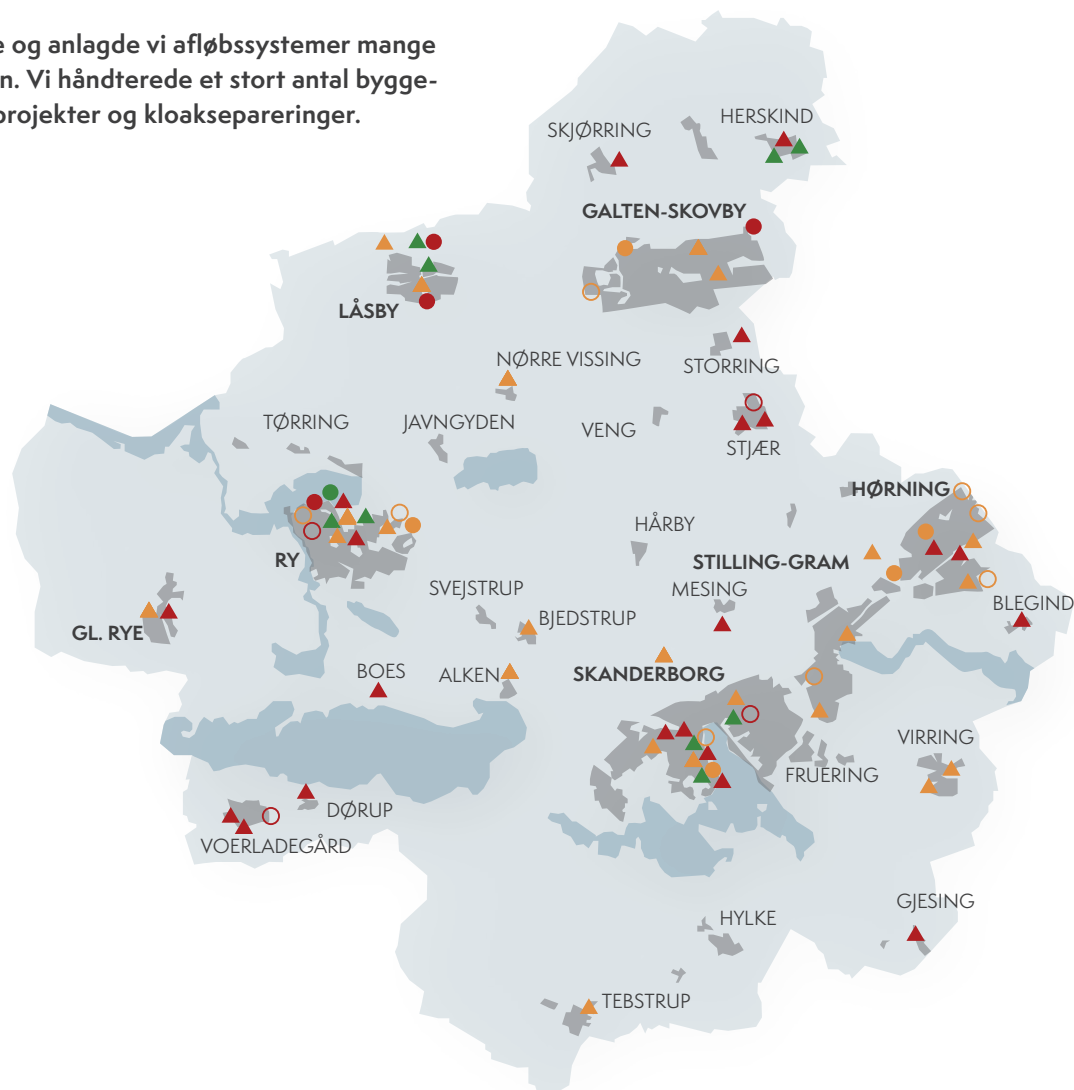 e og anlagde vi afløbssystemer mange
n. Vi håndterede et stort antal bygge-
projekter og kloaksepareringer.
SKJØRRING
HERSKIND
GALTEN-SKOVBY
LÅSBY
NØRRE VISSING
STORRING
TØRRING
JAVNGYDEN
VENG
STJÆR
HØRNING
HÅRBY
RY
STILLING-GRAM
SVEJSTRUP
MESING
BLEGIND
BJEDSTRUP
GL. RYE
BOES
ALKEN
SKANDERBORG
VIRRING
FRUERING
DØRUP
VOERLADEGÅRD
GJESING
HYLKE
TEBSTRUP